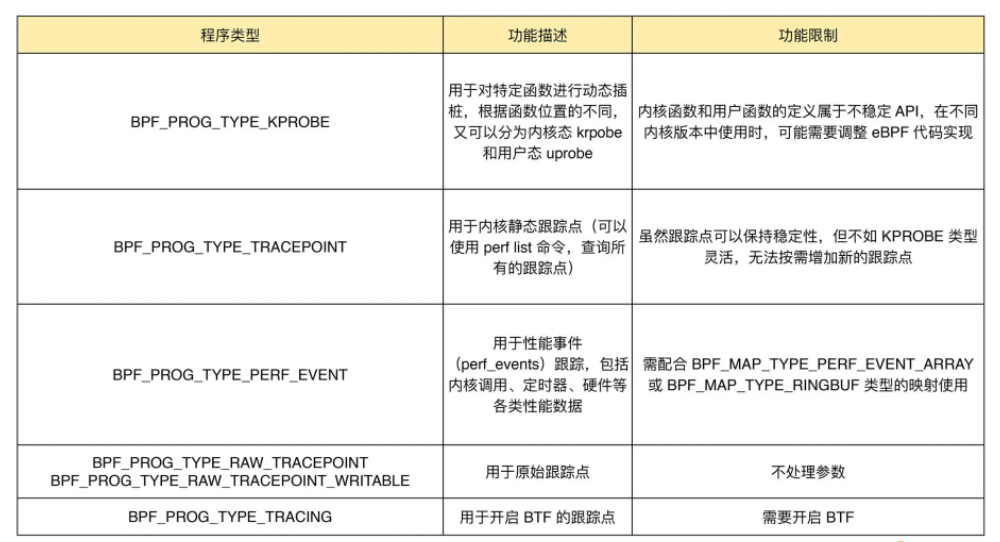 程序类型
功能描述
功能限制
BPF_PROG_TYPE_KPROBE
用于对特定函数进行动态插
桩，根据函数位置的不同，
又可以分为内核态 krpobe
和用户态 uprobe
内核函数和用户函数的定义属于不稳定 API，在不同
内核版本中使用时，可能需要调整 eBPF 代码实现
BPF_PROG_TYPE_TRACEPOINT
用于内核静态跟踪点（可以
使用 perf list 命令，查询所
有的跟踪点）
虽然跟踪点可以保持稳定性，但不如 KPROBE 类型
灵活，无法按需增加新的跟踪点
BPF_PROG_TYPE_PERF_EVENT
用于性能事件
（perf_events）跟踪，包括
内核调用、定时器、硬件等
各类性能数据
需配合 BPF_MAP_TYPE_PERF_EVENT_ARRAY
或 BPF_MAP_TYPE_RINGBUF 类型的映射使用
BPF_PROG_TYPE_RAW_TRACEPOINT
BPF_PROG_TYPE_RAW_TRACEPOINT_WRITABLE
用于原始跟踪点
不处理参数
BPF_PROG_TYPE_TRACING
用于开启 BTF 的跟踪点
需要开启 BTF